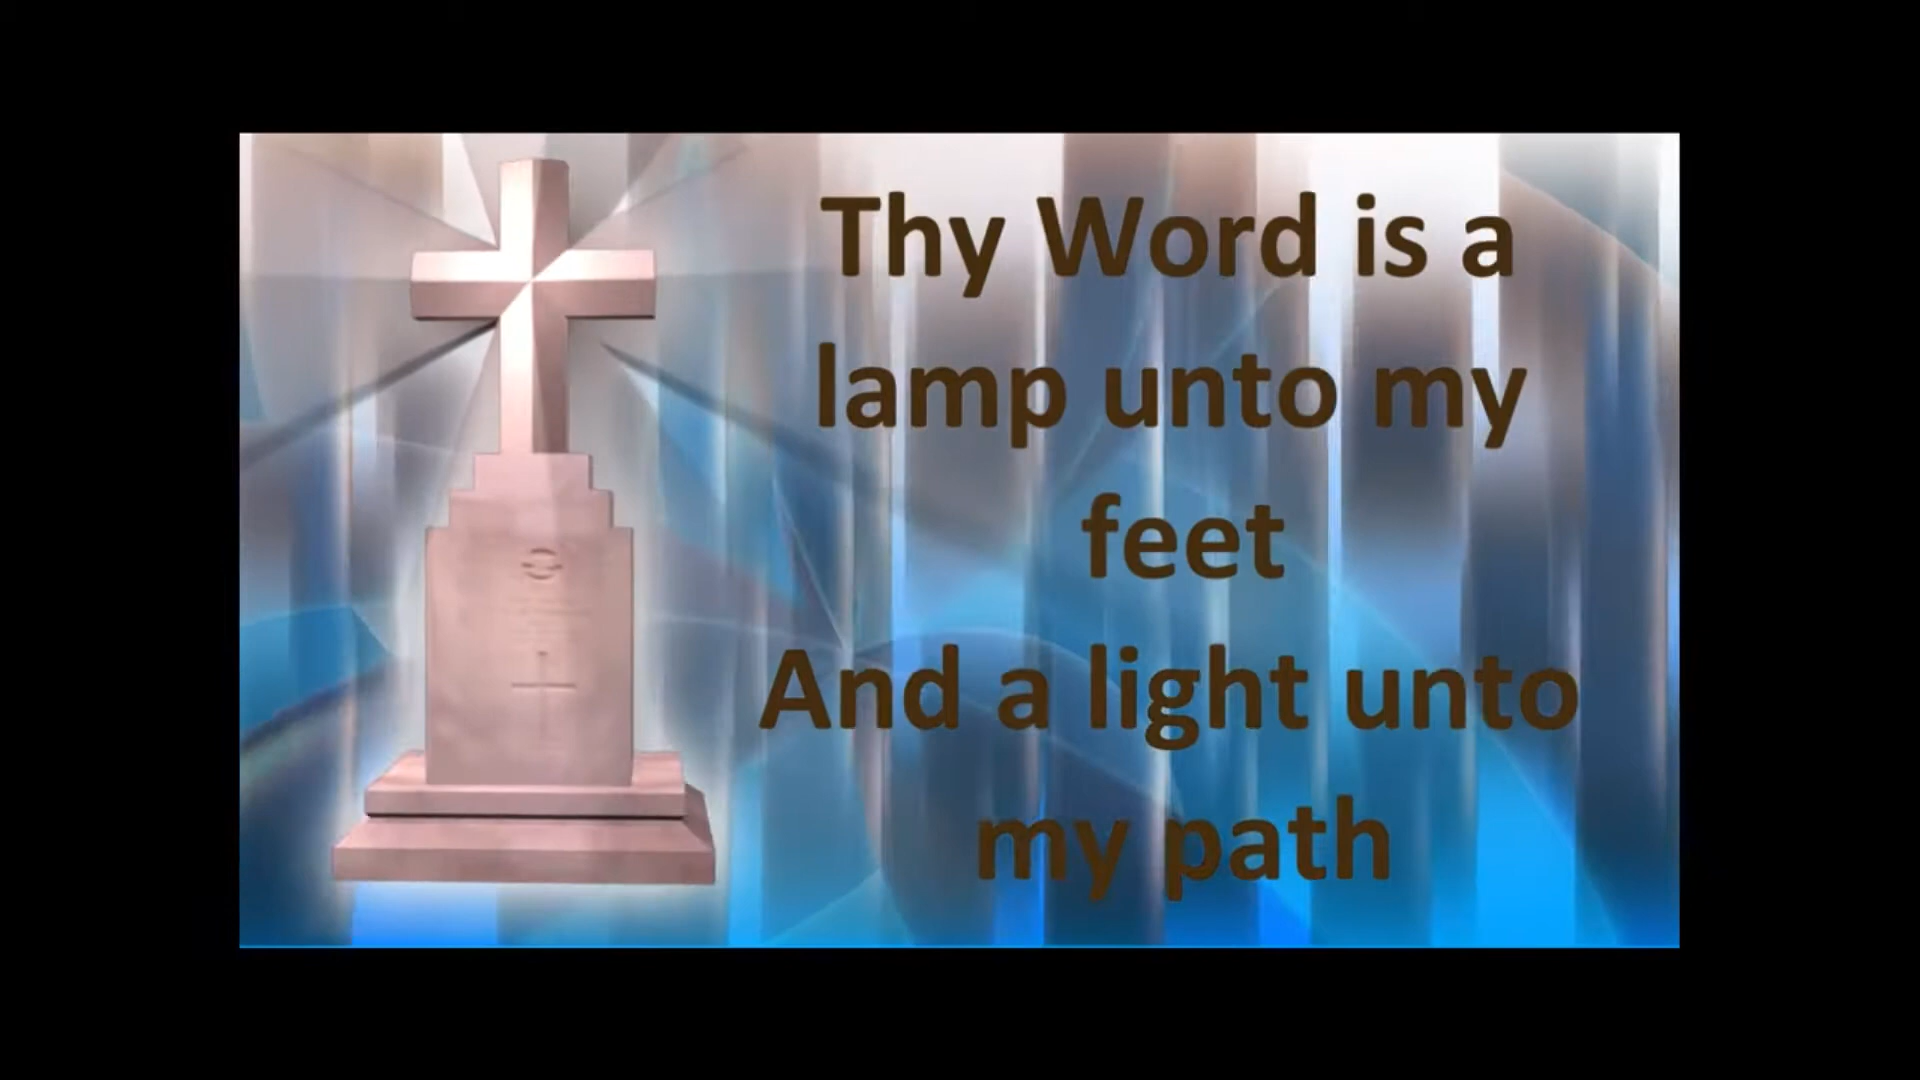 Thy Word is a
lamp unto my
feet
And a light unto
my path